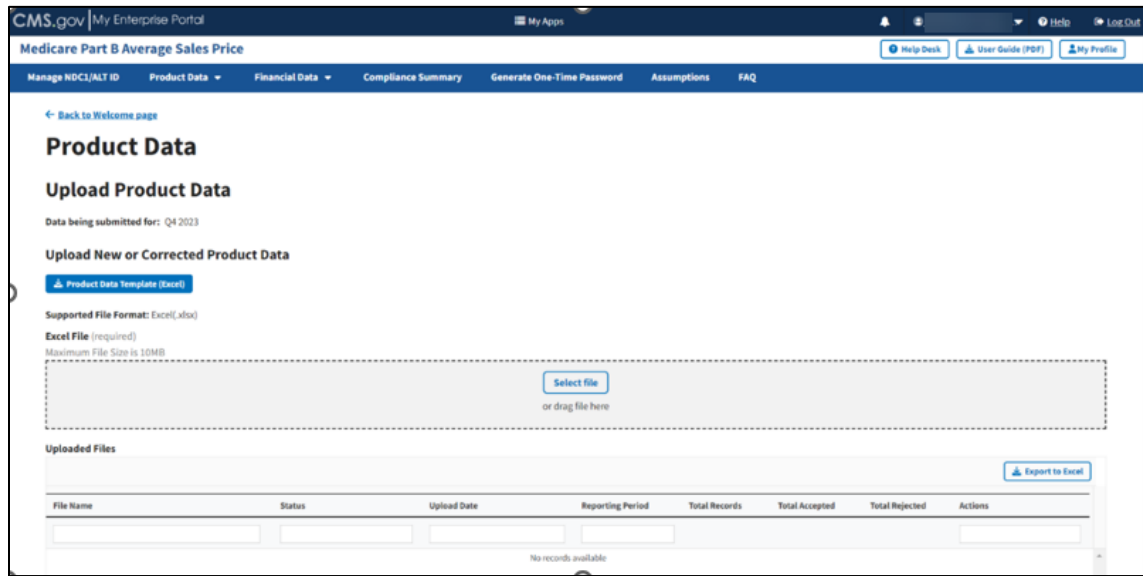 CMS.gov My Enterprise Portal My Apps Help Log Out
Medicare Part B Average Sales Price Help Desk User Guide (PDF) My Profile
Manage NDC1/ALT ID Product Data Financial Data Compliance Summary Generate One-Time Password Assumptions FAQ
Back to Welcome page
Product Data
Upload Product Data
Data being submitted for: Q4 2023
Upload New or Corrected Product Data
Product Data Template (Excel)
Supported File Format: Excel(.xlsx)
Excel File (required)
Maximum File Size is 10MB
Select file
or drag file here
Uploaded Files
Export to Excel
File Name Status Upload Date Reporting Period Total Records Total Accepted Total Rejected Actions
No records available